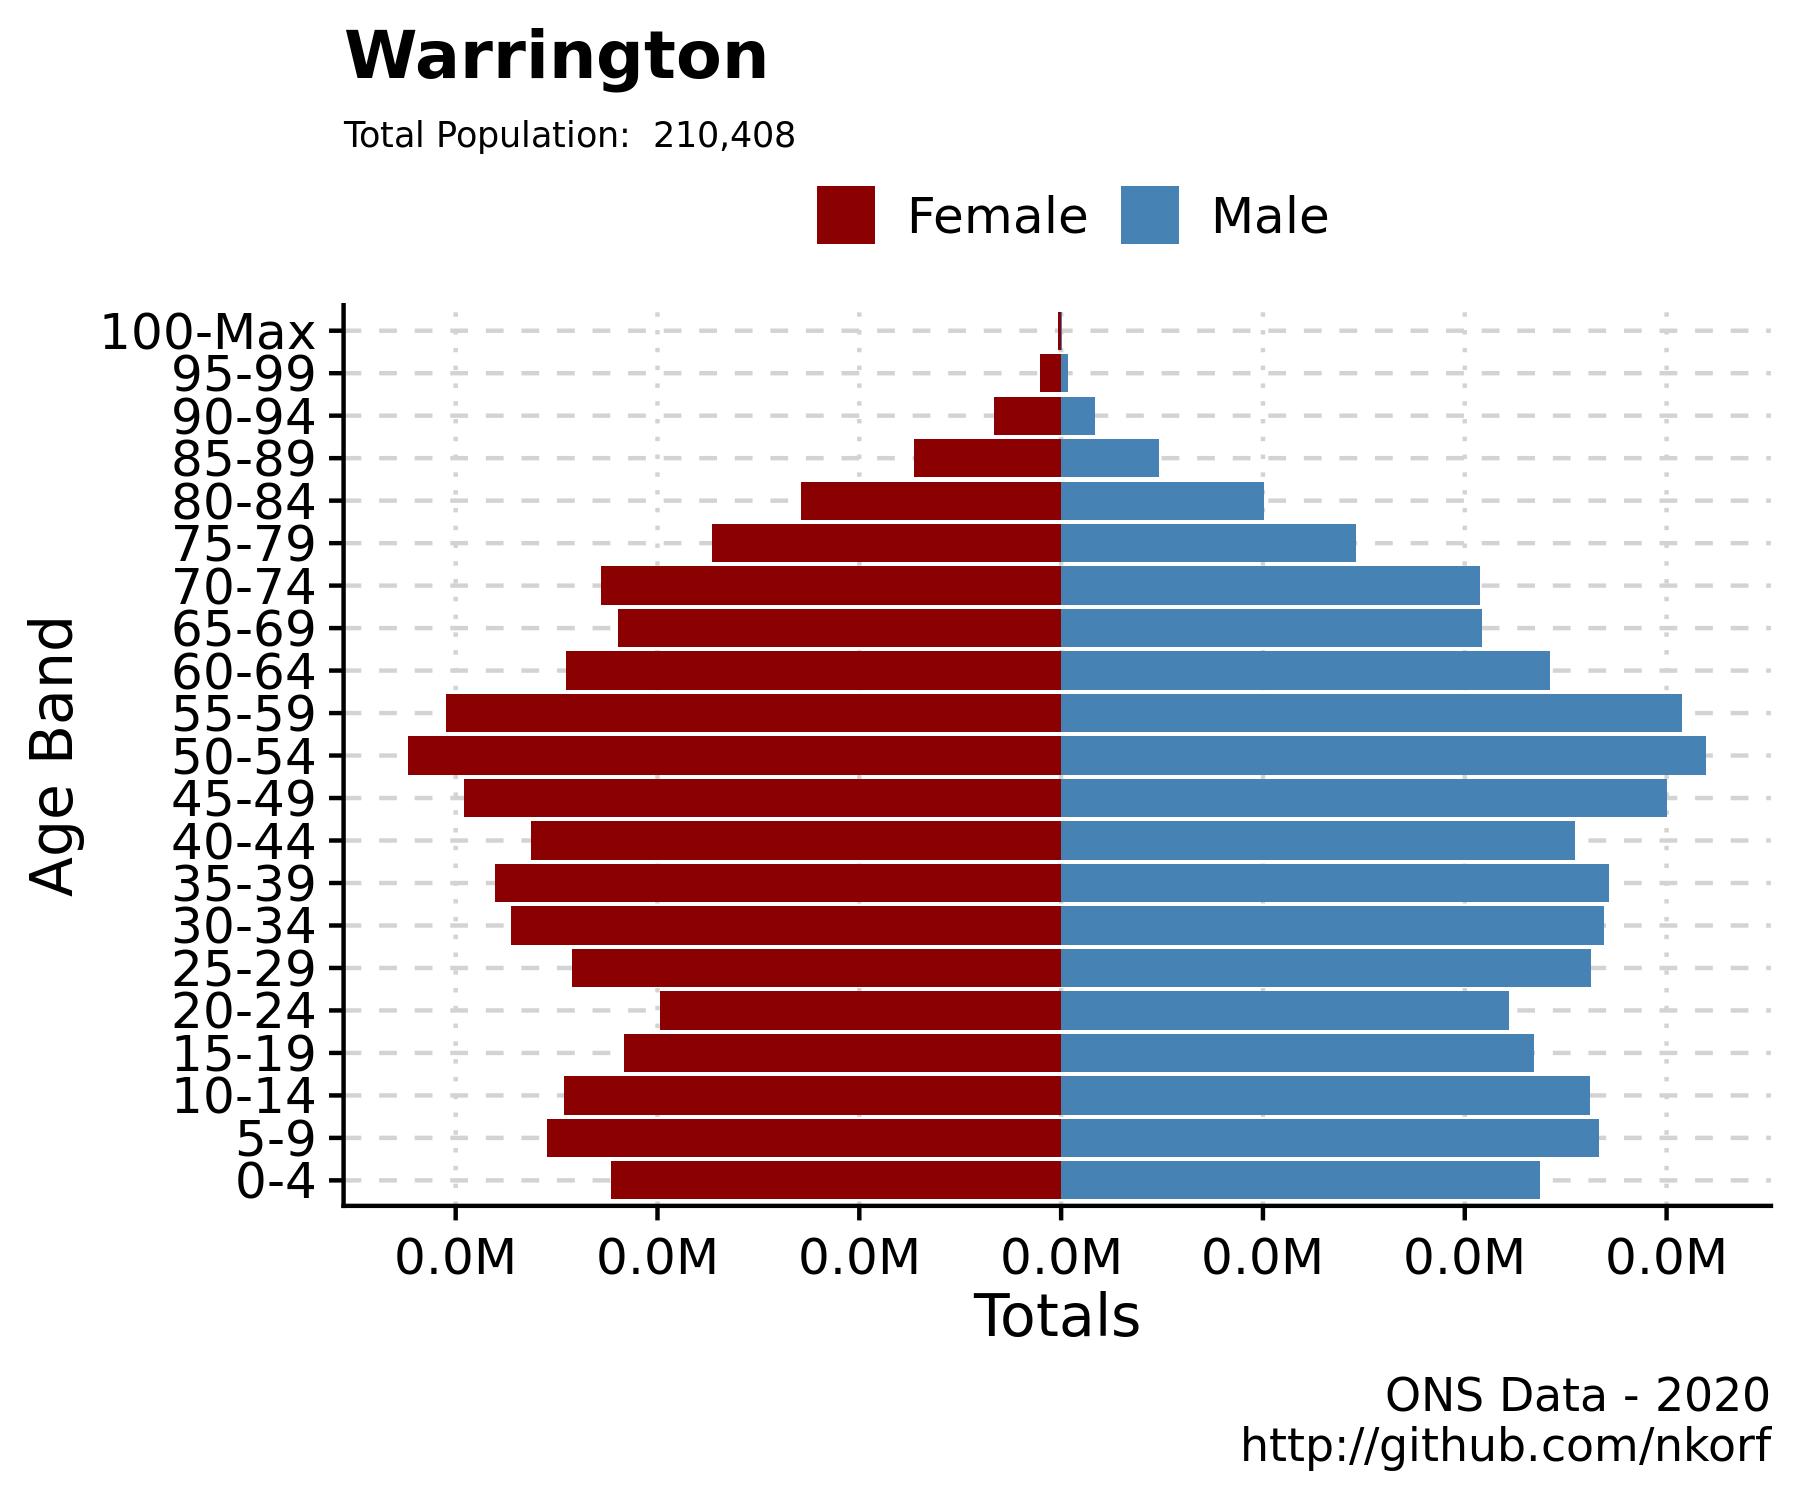 Warrington
Total Population:  210,408
Female Male
100-Max
95-99
90-94
85-89
80-84
75-79
70-74
65-69
60-64
55-59
50-54
45-49
40-44
35-39
30-34
25-29
20-24
15-19
10-14
5-9
0-4
Age Band
0.0M 0.0M 0.0M 0.0M 0.0M 0.0M 0.0M
Totals
ONS Data - 2020
http://github.com/nkorf